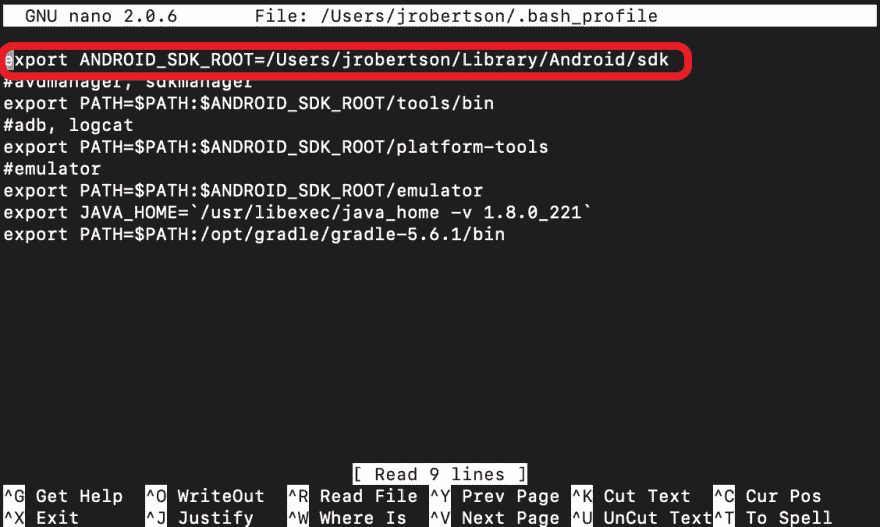 GNU nano 2.0.6 File: /Users/jrobertson/.bash_profile
export ANDROID_SDK_ROOT=/Users/jrobertson/Library/Android/sdk
#avdmanager, sdkmanager
export PATH=$PATH:$ANDROID_SDK_ROOT/tools/bin
#adb, logcat
export PATH=$PATH:$ANDROID_SDK_ROOT/platform-tools
#emulator
export PATH=$PATH:$ANDROID_SDK_ROOT/emulator
export JAVA_HOME=`/usr/libexec/java_home -v 1.8.0_221`
export PATH=$PATH:/opt/gradle/gradle-5.6.1/bin
[ Read 9 lines ]
^G Get Help ^O WriteOut ^R Read File ^Y Prev Page ^K Cut Text ^C Cur Pos
^X Exit ^J Justify ^W Where Is ^V Next Page ^U UnCut Text^T To Spell